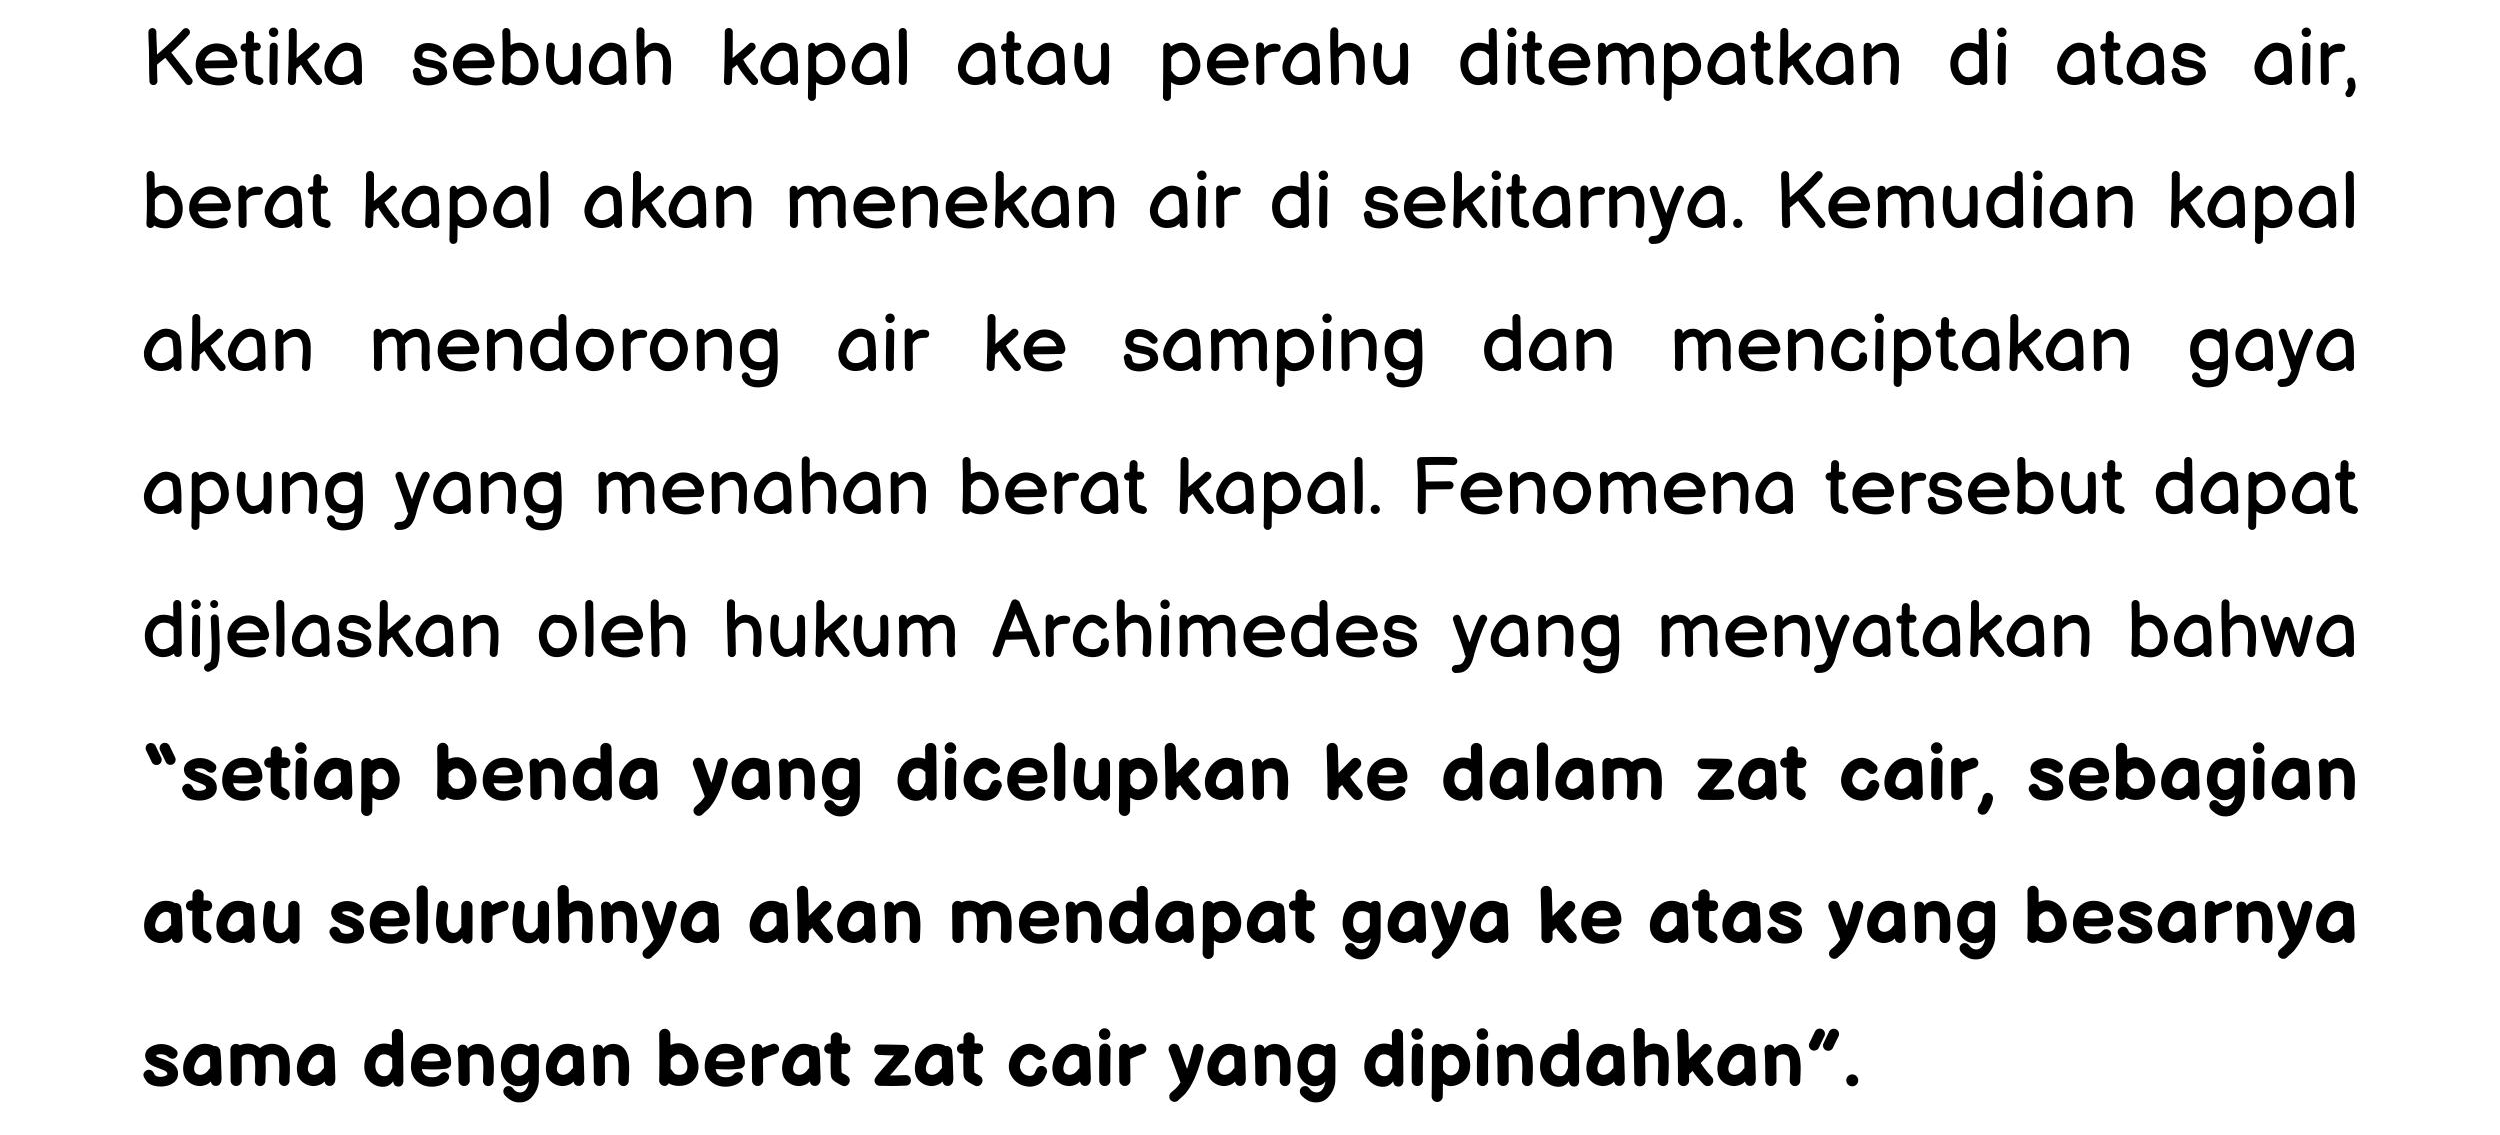 Ketika sebuah kapal atau perahu ditempatkan di atas air,
berat kapal akan menekan air di sekitarnya. Kemudian kapal
akan mendorong air ke samping dan menciptakan gaya
apung yang menahan berat kapal. Fenomena tersebut dapat
dijelaskan oleh hukum Archimedes yang menyatakan bahwa
“setiap benda yang dicelupkan ke dalam zat cair, sebagian
atau seluruhnya akan mendapat gaya ke atas yang besarnya
sama dengan berat zat cair yang dipindahkan”.